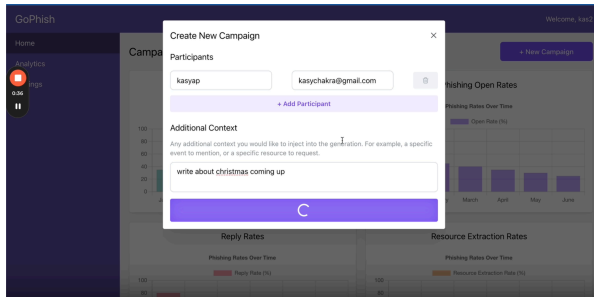 GoPhish
Welcome, kas2
Home
Analytics
ings
0:36
Campa
+ New Campaign
Create New Campaign
Participants
kasyap
kasychakra@gmail.com
+ Add Participant
Additional Context
Any additional context you would like to inject into the generation. For example, a specific
event to mention, or a specific resource to request.
write about christmas coming up
hishing Open Rates
Phishing Rates Over Time
Open Rate (%)
100
80
60
40
20
0
March
April
May
June
Reply Rates
Phishing Rates Over Time
Reply Rate (%)
100
80
Resource Extraction Rates
Phishing Rates Over Time
Resource Extraction Rate (%)
100
80